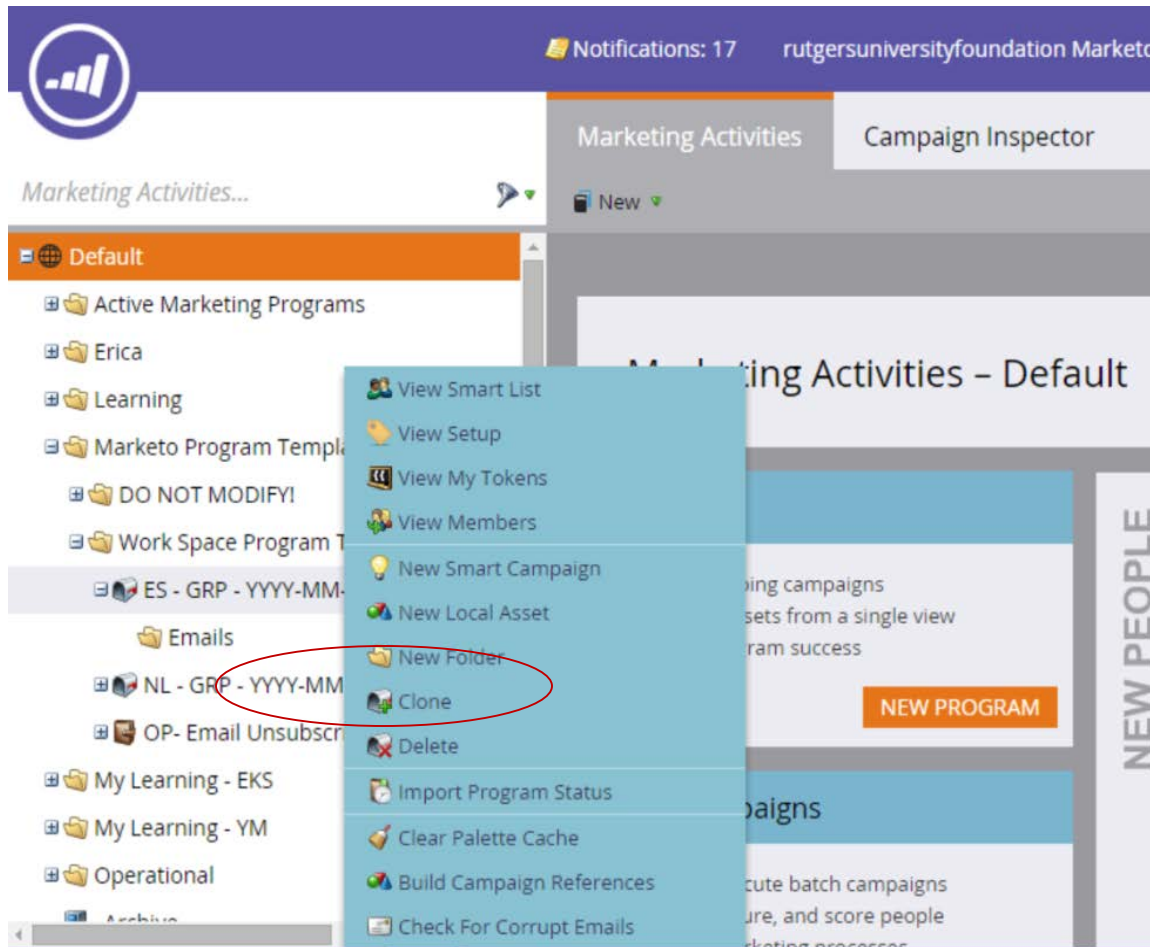 Notifications: 17 rutgersuniversityfoundation Marketo
Marketing Activities Campaign Inspector
Marketing Activities...
New
Default
Active Marketing Programs
Erica
Learning
Marketo Program Templa
DO NOT MODIFY!
Work Space Program T
ES - GRP - YYYY-MM-
Emails
NL - GRP - YYYY-MM
OP- Email Unsubscri
My Learning - EKS
My Learning - YM
Operational
View Smart List
View Setup
View My Tokens
View Members
New Smart Campaign
New Local Asset
New Folder
Clone
Delete
Import Program Status
Clear Palette Cache
Build Campaign References
Check For Corrupt Emails
ting Activities – Default
ing campaigns
sets from a single view
ram success
NEW PROGRAM
NEW PEOPLE
paigns
cute batch campaigns
ure, and score people